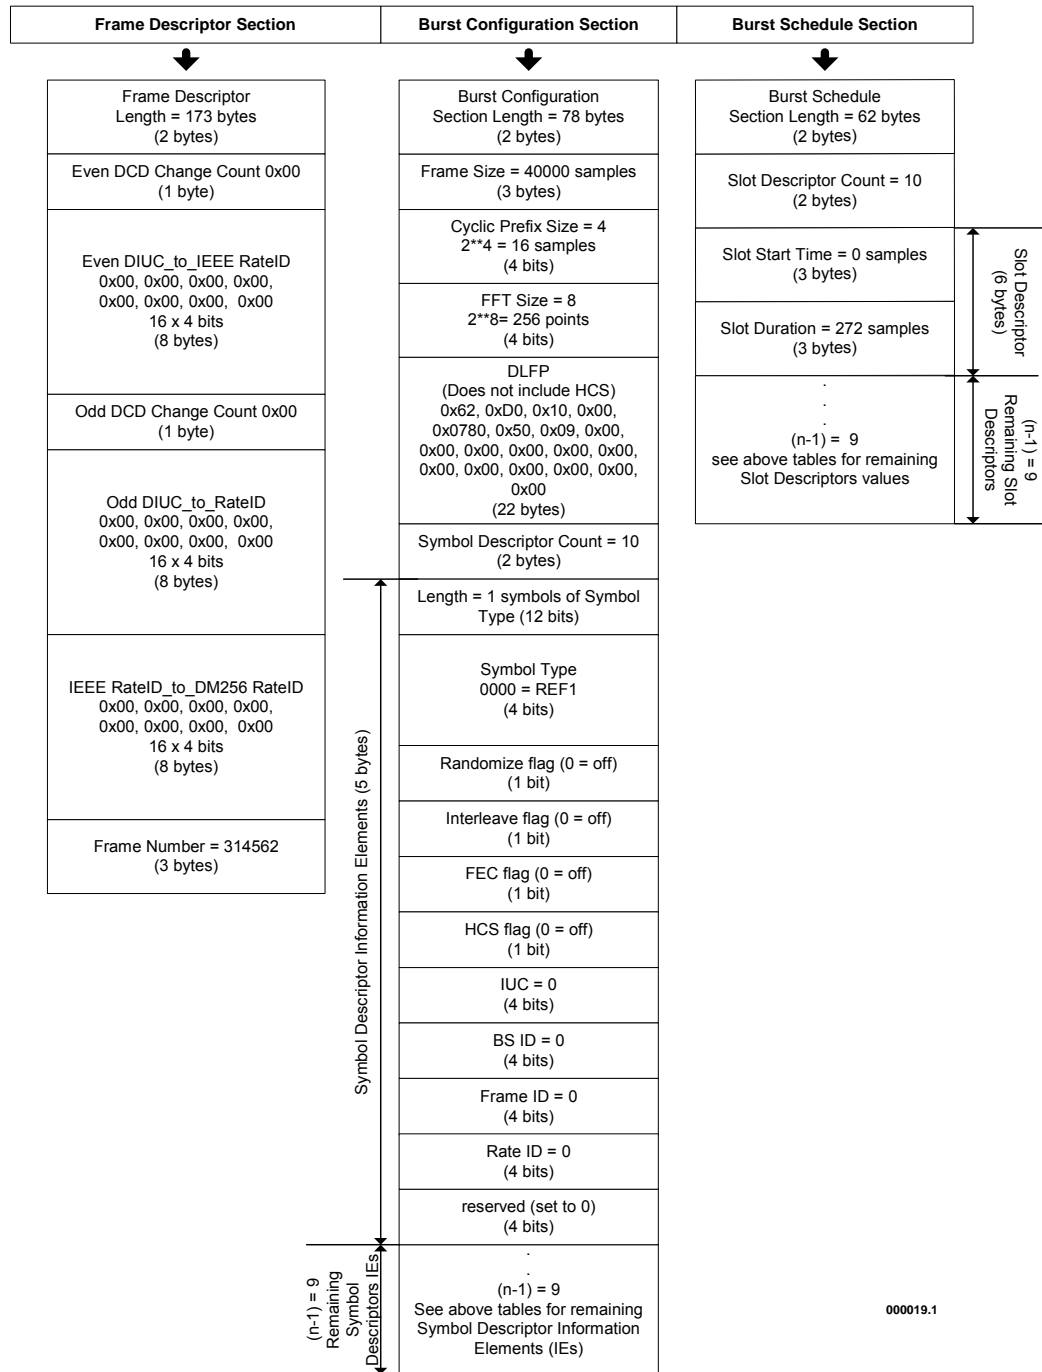 Frame Descriptor Section
Burst Configuration Section
Burst Schedule Section
Frame Descriptor
Length = 173 bytes
(2 bytes)
Even DCD Change Count 0x00
(1 byte)
Even DIUC_to_IEEE RateID
0x00, 0x00, 0x00, 0x00,
0x00, 0x00, 0x00, 0x00
16 x 4 bits
(8 bytes)
Odd DCD Change Count 0x00
(1 byte)
Odd DIUC_to_RateID
0x00, 0x00, 0x00, 0x00,
0x00, 0x00, 0x00, 0x00
16 x 4 bits
(8 bytes)
IEEE RateID_to_DM256 RateID
0x00, 0x00, 0x00, 0x00,
0x00, 0x00, 0x00, 0x00
16 x 4 bits
(8 bytes)
Frame Number = 314562
(3 bytes)
Burst Configuration
Section Length = 78 bytes
(2 bytes)
Frame Size = 40000 samples
(3 bytes)
Cyclic Prefix Size = 4
2**4 = 16 samples
(4 bits)
FFT Size = 8
2**8= 256 points
(4 bits)
DLFP
(Does not include HCS)
0x62, 0xD0, 0x10, 0x00,
0x0780, 0x50, 0x09, 0x00,
0x00, 0x00, 0x00, 0x00, 0x00,
0x00, 0x00, 0x00, 0x00, 0x00,
0x00
(22 bytes)
Symbol Descriptor Count = 10
(2 bytes)
Length = 1 symbols of Symbol
Type (12 bits)
Symbol Type
0000 = REF1
(4 bits)
Randomize flag (0 = off)
(1 bit)
Interleave flag (0 = off)
(1 bit)
FEC flag (0 = off)
(1 bit)
HCS flag (0 = off)
(1 bit)
IUC = 0
(4 bits)
BS ID = 0
(4 bits)
Frame ID = 0
(4 bits)
Rate ID = 0
(4 bits)
reserved (set to 0)
(4 bits)
.
.
(n-1) = 9
See above tables for remaining
Symbol Descriptor Information
Elements (IEs)
Symbol Descriptor Information Elements (5 bytes)
(n-1) = 9
Remaining
Symbol
Descriptors IEs
Burst Schedule
Section Length = 62 bytes
(2 bytes)
Slot Descriptor Count = 10
(2 bytes)
Slot Start Time = 0 samples
(3 bytes)
Slot Duration = 272 samples
(3 bytes)
.
.
.
(n-1) = 9
see above tables for remaining
Slot Descriptors values
Slot Descriptor
(6 bytes)
(n-1) = 9
Remaining Slot
Descriptors
000019.1